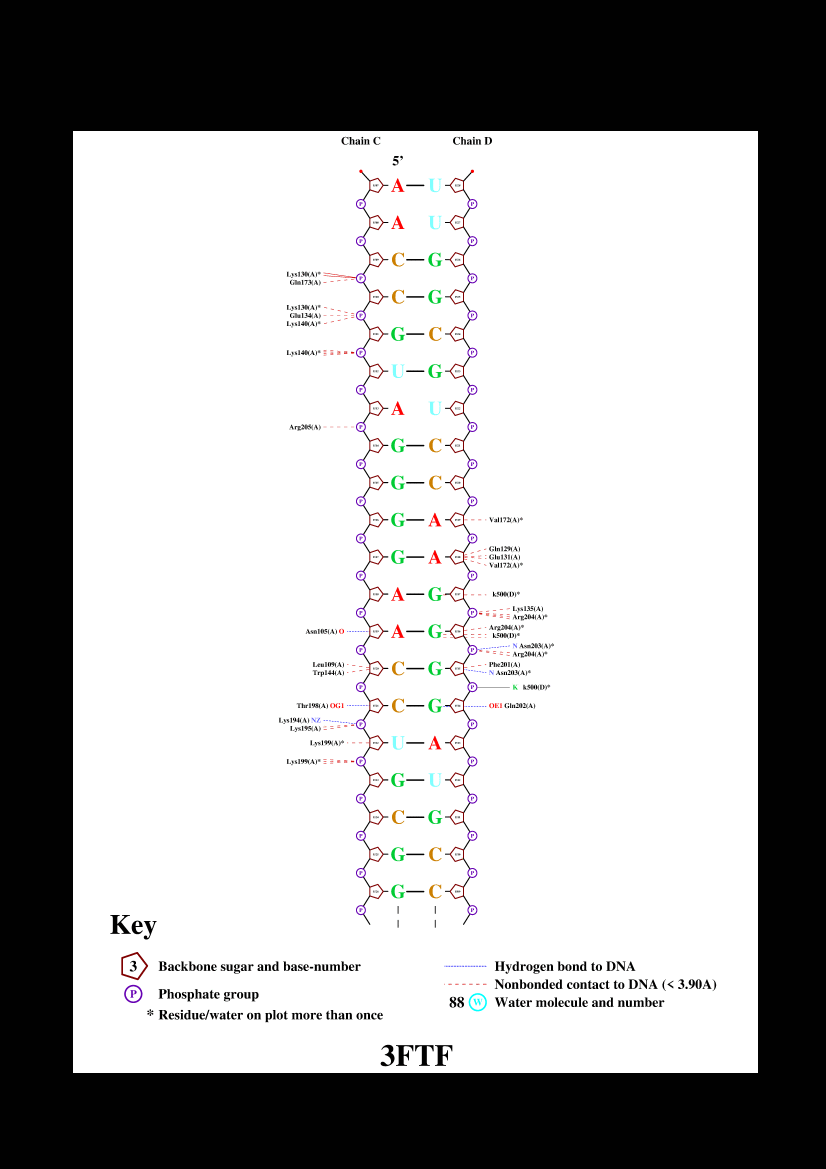 Chain C Chain D
5’
A U
P P
A U
P P
C G
Lys130(A)*
P P
Gln173(A)
C G
Lys130(A)*
Glu134(A) P P
Lys140(A)*
G C
Lys140(A)* P P
U G
P P
A U
Arg205(A) P P
G C
P P
G C
P P
G A Val172(A)*
P P
Gln129(A)
G A Glu131(A)
Val172(A)*
P P
A G k500(D)*
Lys135(A)
P P
Arg204(A)*
Arg204(A)*
Asn105(A) O A G
k500(D)*
N Asn203(A)*
P P
Arg204(A)*
Leu109(A) Phe201(A)
C G
Trp144(A) N Asn203(A)*
P P K k500(D)*
Thr198(A) OG1 C G OE1 Gln202(A)
Lys194(A) NZ
P P
Lys195(A)
Lys199(A)* U A
Lys199(A)* P P
G U
P P
C G
P P
G C
P P
G C
P P
Key
3 Backbone sugar and base-number
P Phosphate group
* Residue/water on plot more than once
Hydrogen bond to DNA
Nonbonded contact to DNA (< 3.90A)
88 W Water molecule and number
3FTF